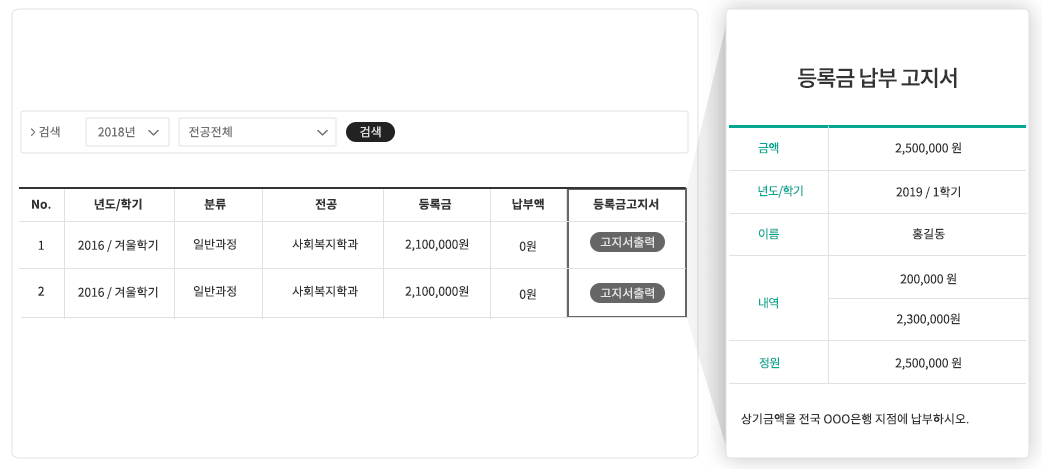 검색 2018년 전공전체 검색
No. 년도/학기 분류 전공 등록금 납부액 등록금고지서
1 2016 / 겨울학기 일반과정 사회복지학과 2,100,000원 0원 고지서출력
2 2016 / 겨울학기 일반과정 사회복지학과 2,100,000원 0원 고지서출력
등록금 납부 고지서
금액 2,500,000 원
년도/학기 2019 / 1학기
이름 홍길동
내역 200,000 원
2,300,000원
정원 2,500,000 원
상기금액을 전국 OOO은행 지점에 납부하시오.